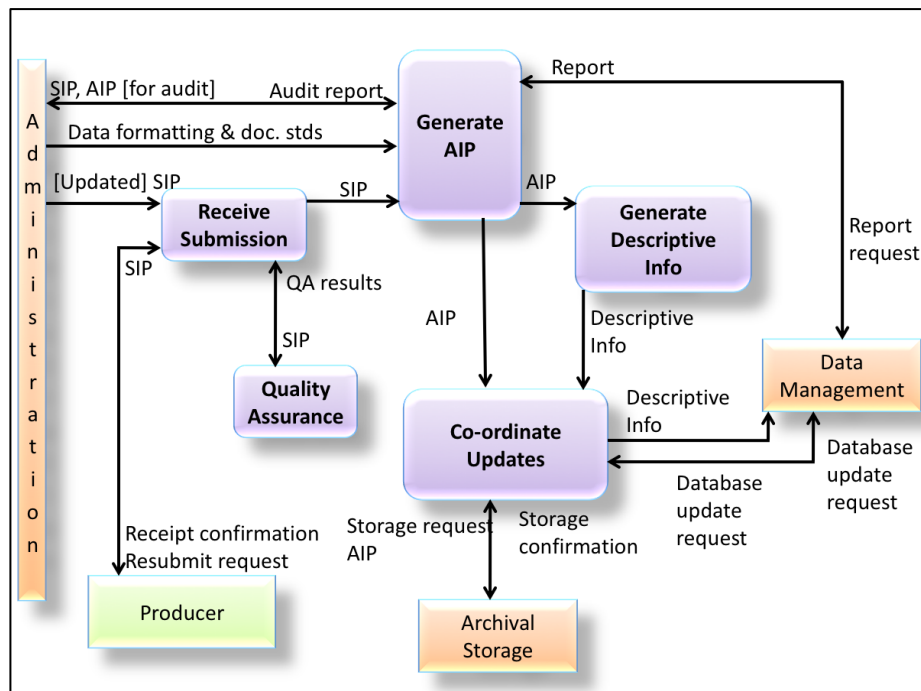 Administration
SIP, AIP [for audit]
Audit report
Data formatting & doc. stds
[Updated] SIP
Receive
Submission
SIP
SIP
QA results
SIP
Quality
Assurance
Receipt confirmation
Resubmit request
Producer
Generate
AIP
Report
AIP
Generate
Descriptive
Info
Report
request
AIP
Descriptive
Info
Data
Management
Co-ordinate
Updates
Descriptive
Info
Database
update
request
Database
update
request
Storage request
AIP
Storage
confirmation
Archival
Storage